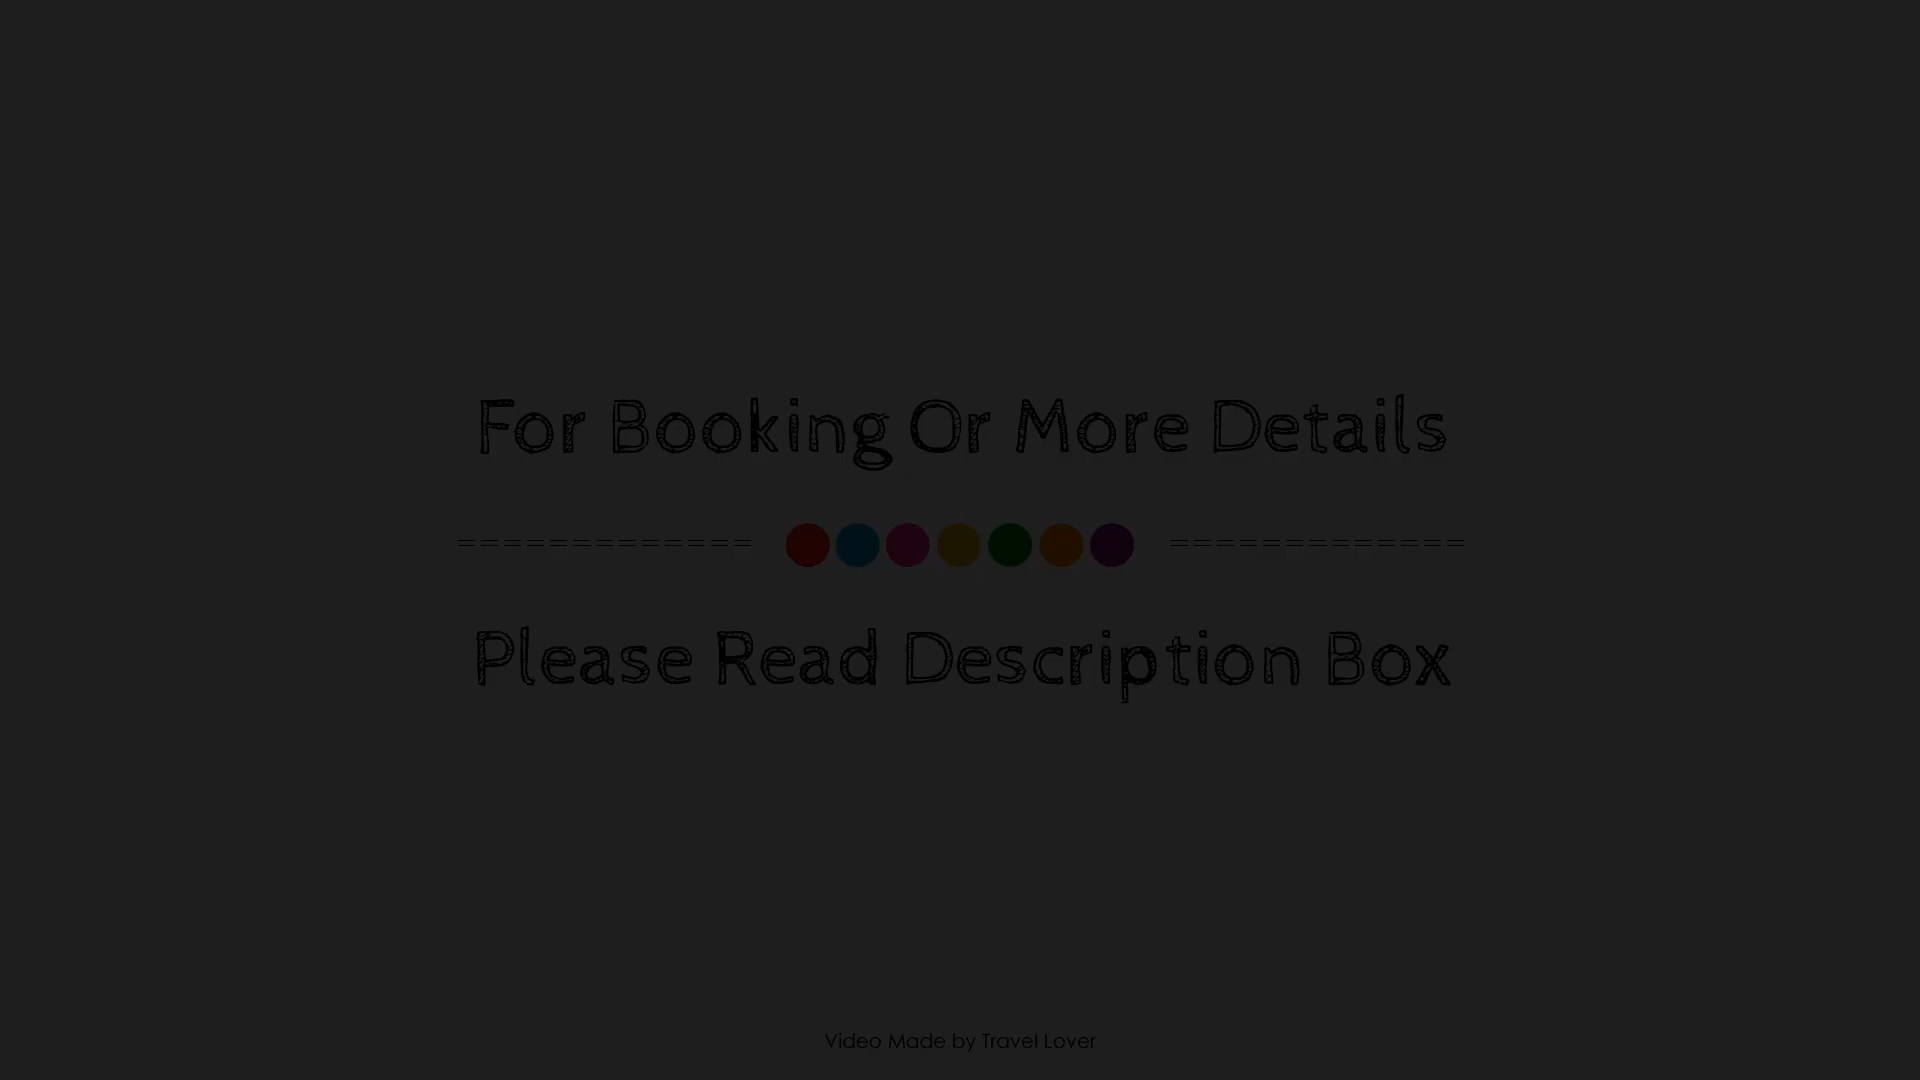 For Booking Or More Details
============= =============
Please Read Description Box
Video Made by Travel Lover